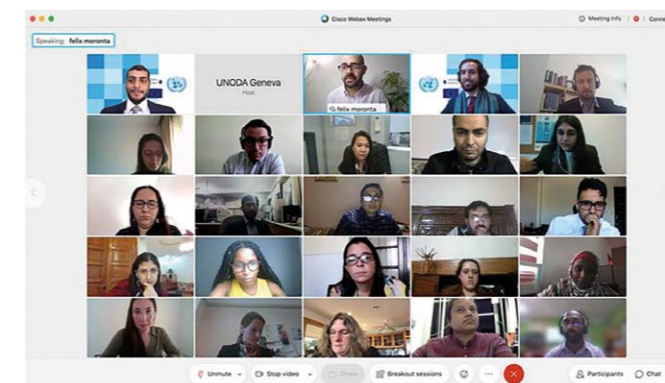 Cisco Webex Meetings
Meeting Info
Conne
Speaking: felix moronta
UNODA Geneva
Host
felix moronta
Unmute
Stop video
Share
Breakout sessions
Participants
Chat